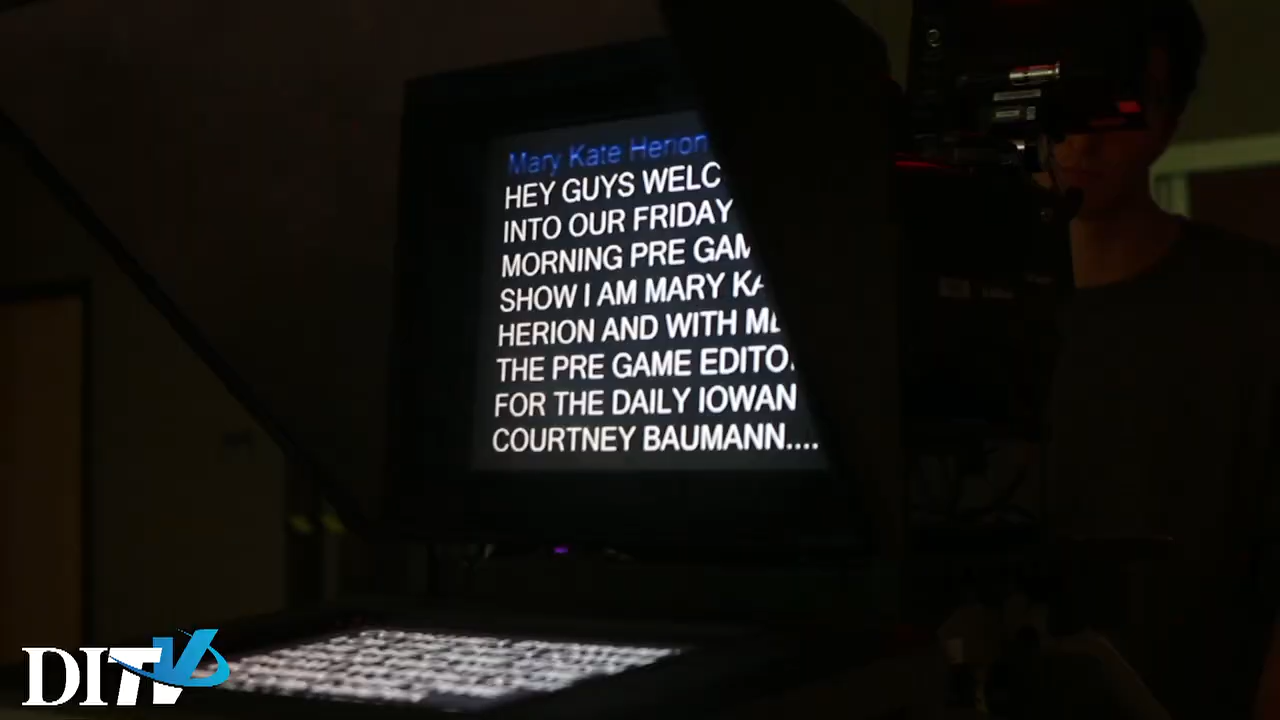 Mary Kate Herion
HEY GUYS WELC
INTO OUR FRIDAY
MORNING PRE GAM
SHOW I AM MARY KA
HERION AND WITH ME
THE PRE GAME EDITO
FOR THE DAILY IOWAN
COURTNEY BAUMANN....
DITV